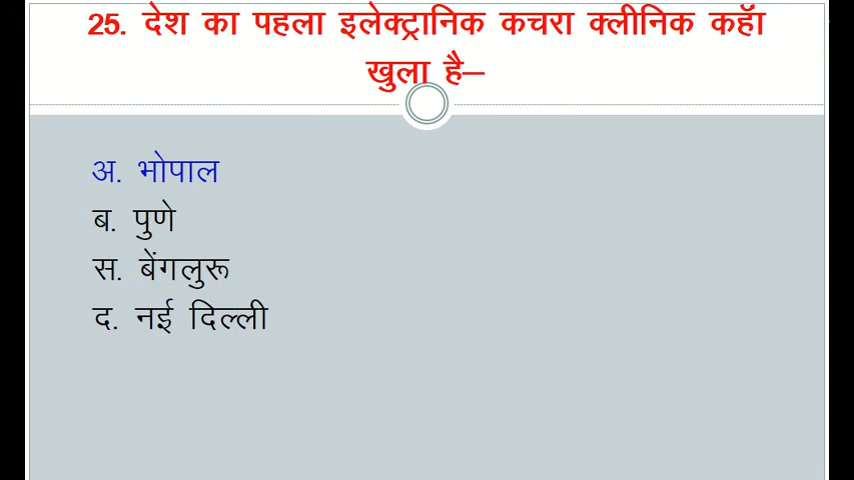 25. देश का पहला इलेक्ट्रानिक कचरा क्लीनिक कहॉ
खुला है–
अ. भोपाल
ब. पुणे
स. बेंगलुरू
द. नई दिल्ली